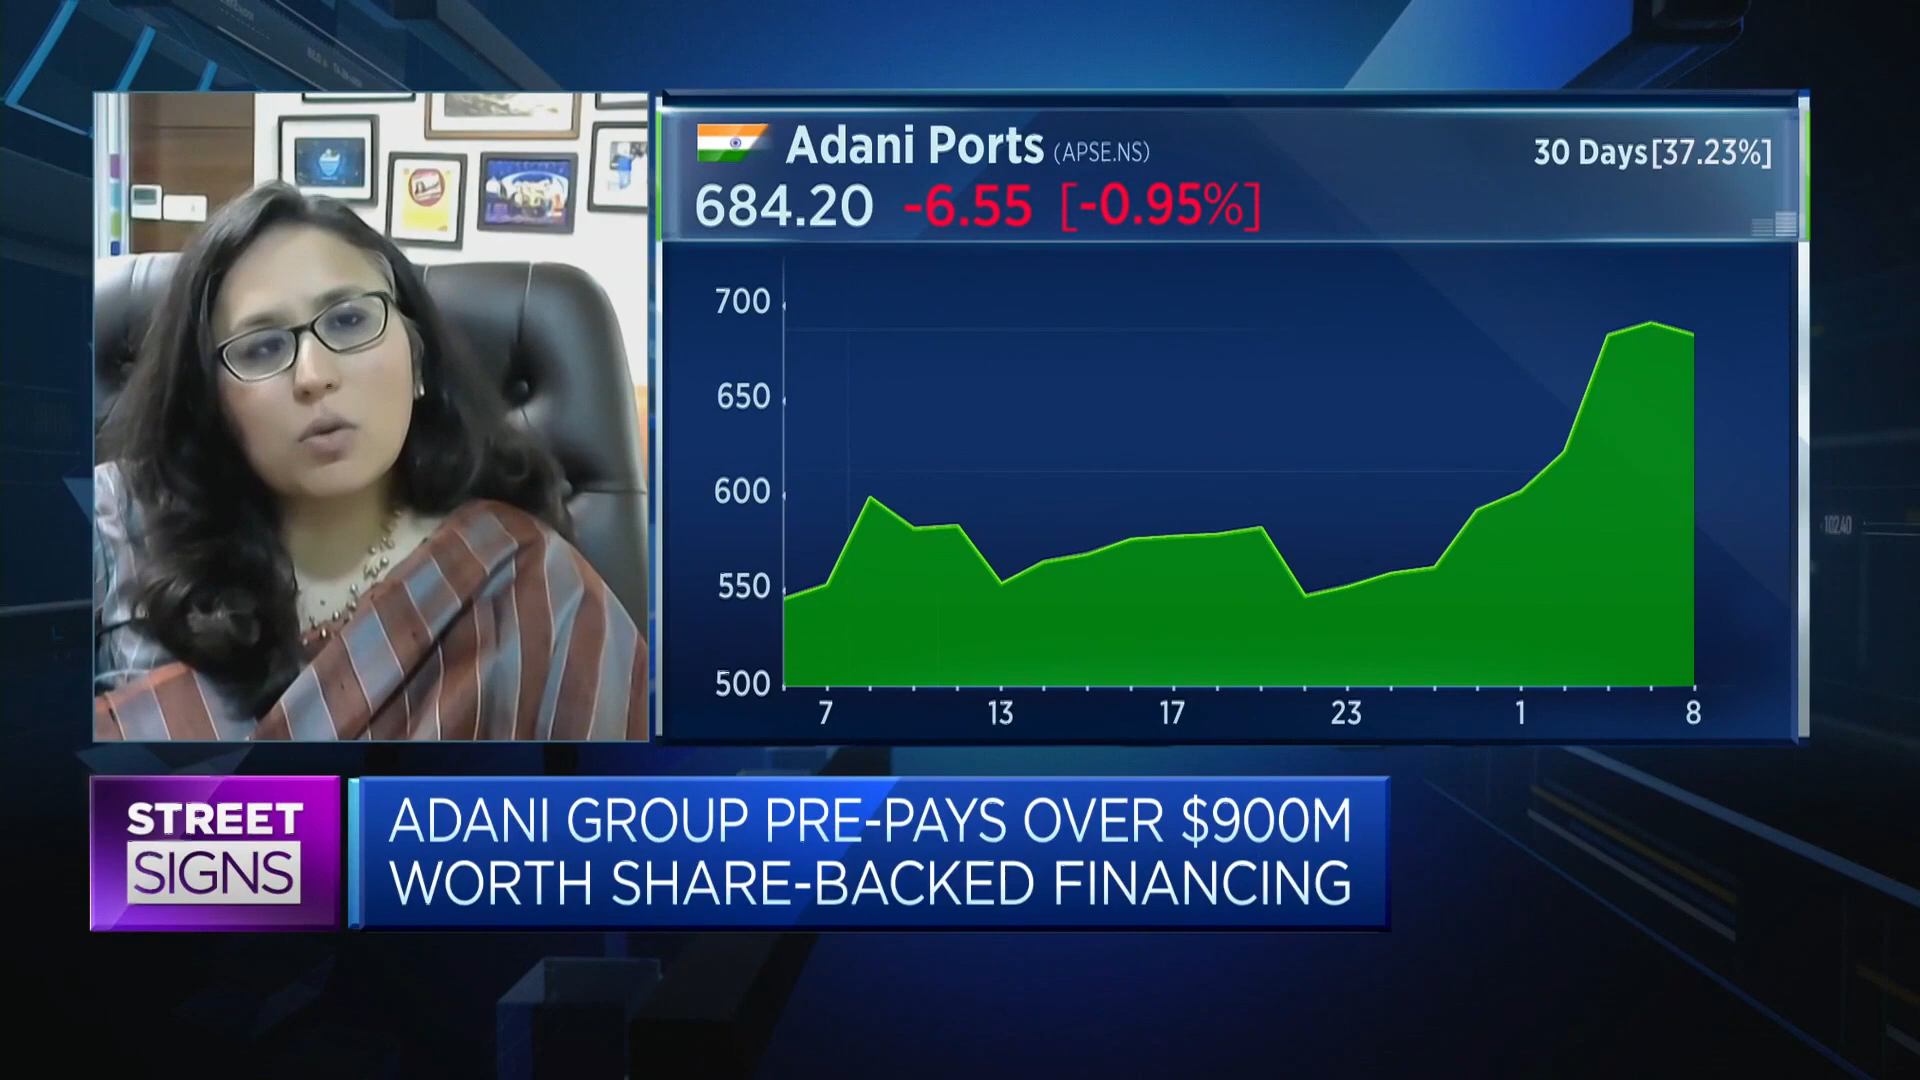 Adani Ports (APSE.NS)
30 Days[37.23%]
684.20 -6.55 [-0.95%]
700
650
600
550
500
7 13 17 23 1 8
STREET
SIGNS
ADANI GROUP PRE-PAYS OVER $900M
WORTH SHARE-BACKED FINANCING